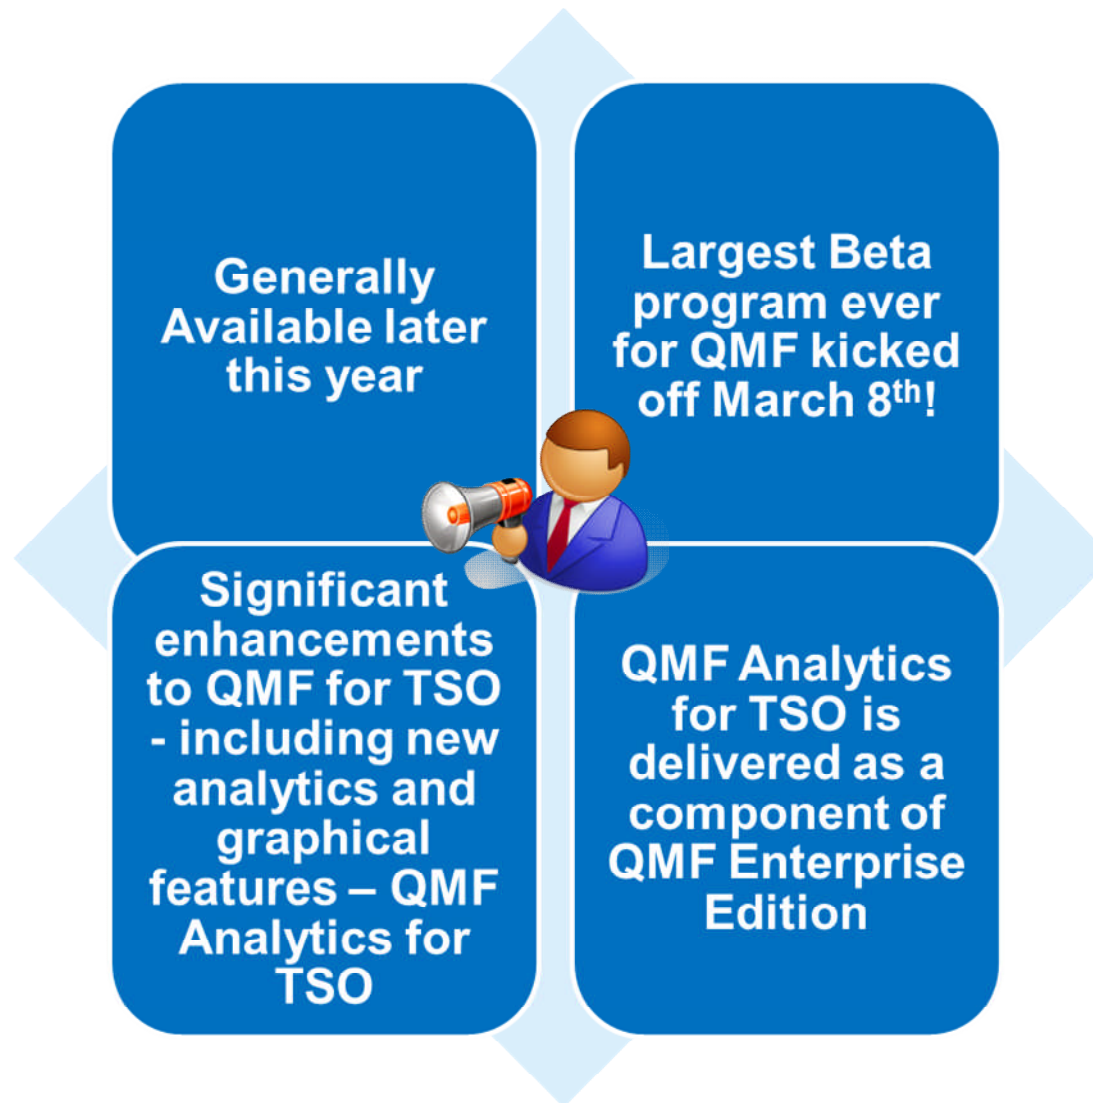 Generally
Available later
this year
Largest Beta
program ever
for QMF kicked
off March 8th!
Significant
enhancements
to QMF for TSO
- including new
analytics and
graphical
features – QMF
Analytics for
TSO
QMF Analytics
for TSO is
delivered as a
component of
QMF Enterprise
Edition